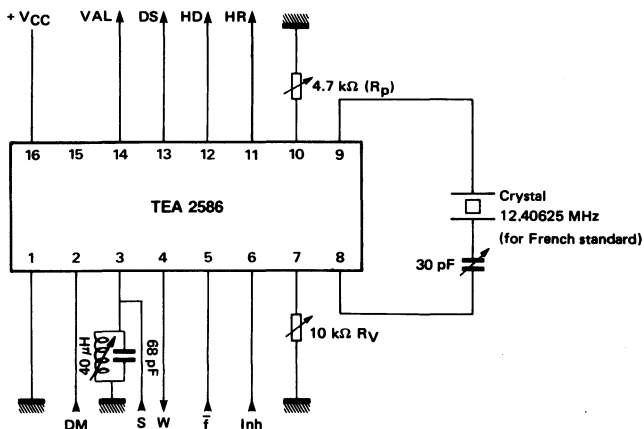 + VCC VAL DS HD HR
4.7 kΩ (Rp)
16 15 14 13 12 11 10 9
TEA 2586
Crystal
12.40625 MHz
(for French standard)
1 2 3 4 5 6 7 8
30 pF
40 μH
68 pF
10 kΩ RV
DM S W f̅ Inh